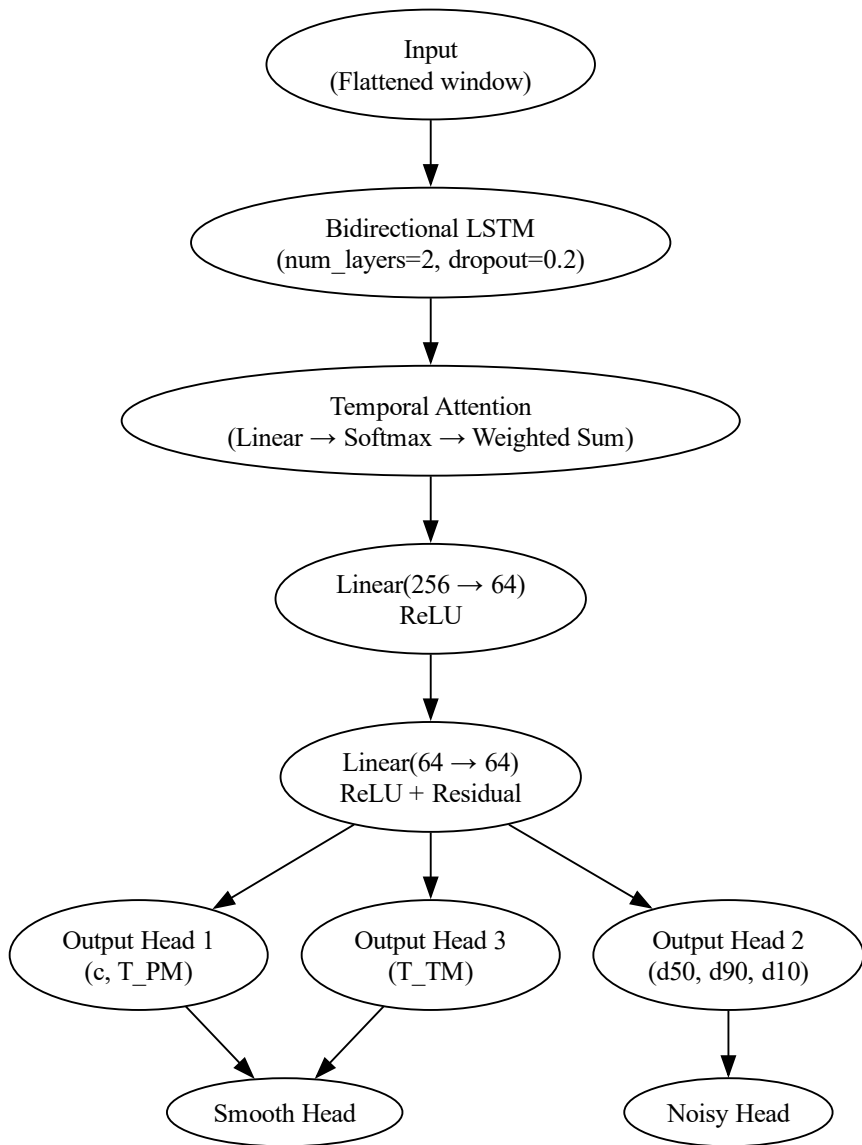 Input
(Flattened window)
Bidirectional LSTM
(num_layers=2, dropout=0.2)
Temporal Attention
(Linear → Softmax → Weighted Sum)
Linear(256 → 64)
ReLU
Linear(64 → 64)
ReLU + Residual
Output Head 1
(c, T_PM)
Output Head 3
(T_TM)
Output Head 2
(d50, d90, d10)
Smooth Head
Noisy Head